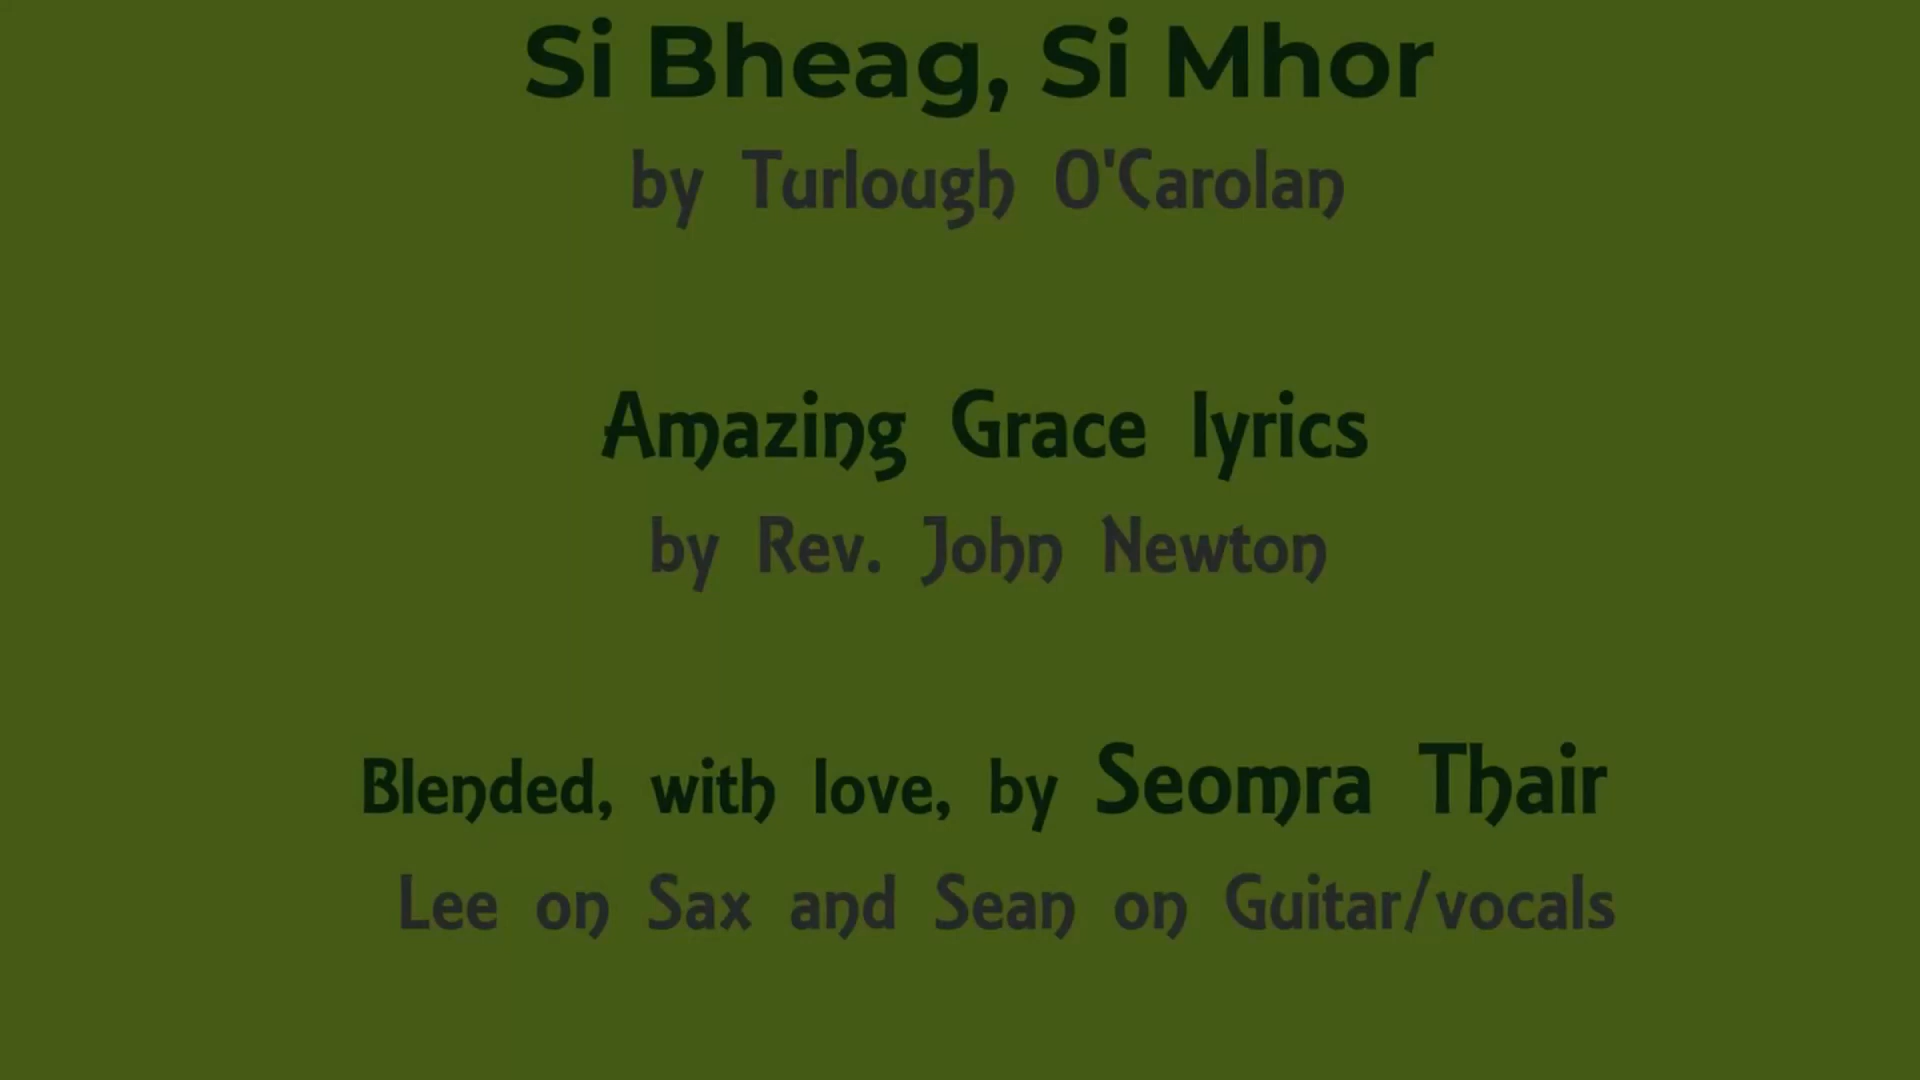 Si Bheag, Si Mhor
by Turlough O'Carolan
Amazing Grace lyrics
by Rev. John Newton
Blended, with love, by Seomra Thair
Lee on Sax and Sean on Guitar/vocals